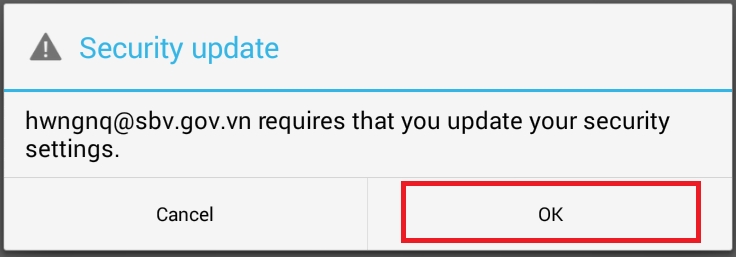 Security update
hwngnq@sbv.gov.vn requires that you update your security
settings.
Cancel
OK